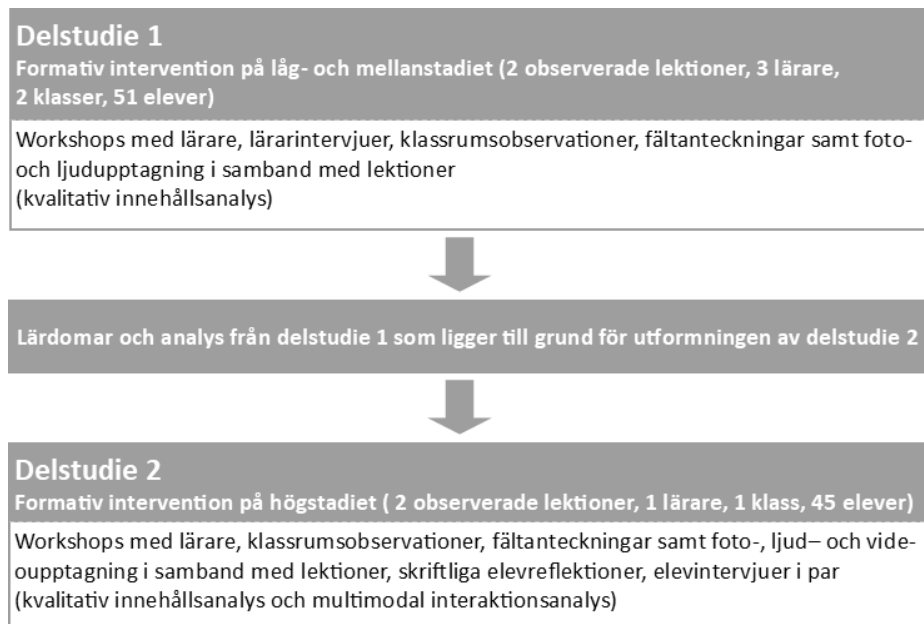 Delstudie 1
Formativ intervention på låg- och mellanstadiet (2 observerade lektioner, 3 lärare,
2 klasser, 51 elever)
Workshops med lärare, lärarintervjuer, klassrumsobservationer, fältanteckningar samt foto-
och ljudupptagning i samband med lektioner
(kvalitativ innehållsanalys)
Lärdomar och analys från delstudie 1 som ligger till grund för utformningen av delstudie 2
Delstudie 2
Formativ intervention på högstadiet ( 2 observerade lektioner, 1 lärare, 1 klass, 45 elever)
Workshops med lärare, klassrumsobservationer, fältanteckningar samt foto-, ljud– och vide-
oupptagning i samband med lektioner, skriftliga elevreflektioner, elevintervjuer i par
(kvalitativ innehållsanalys och multimodal interaktionsanalys)